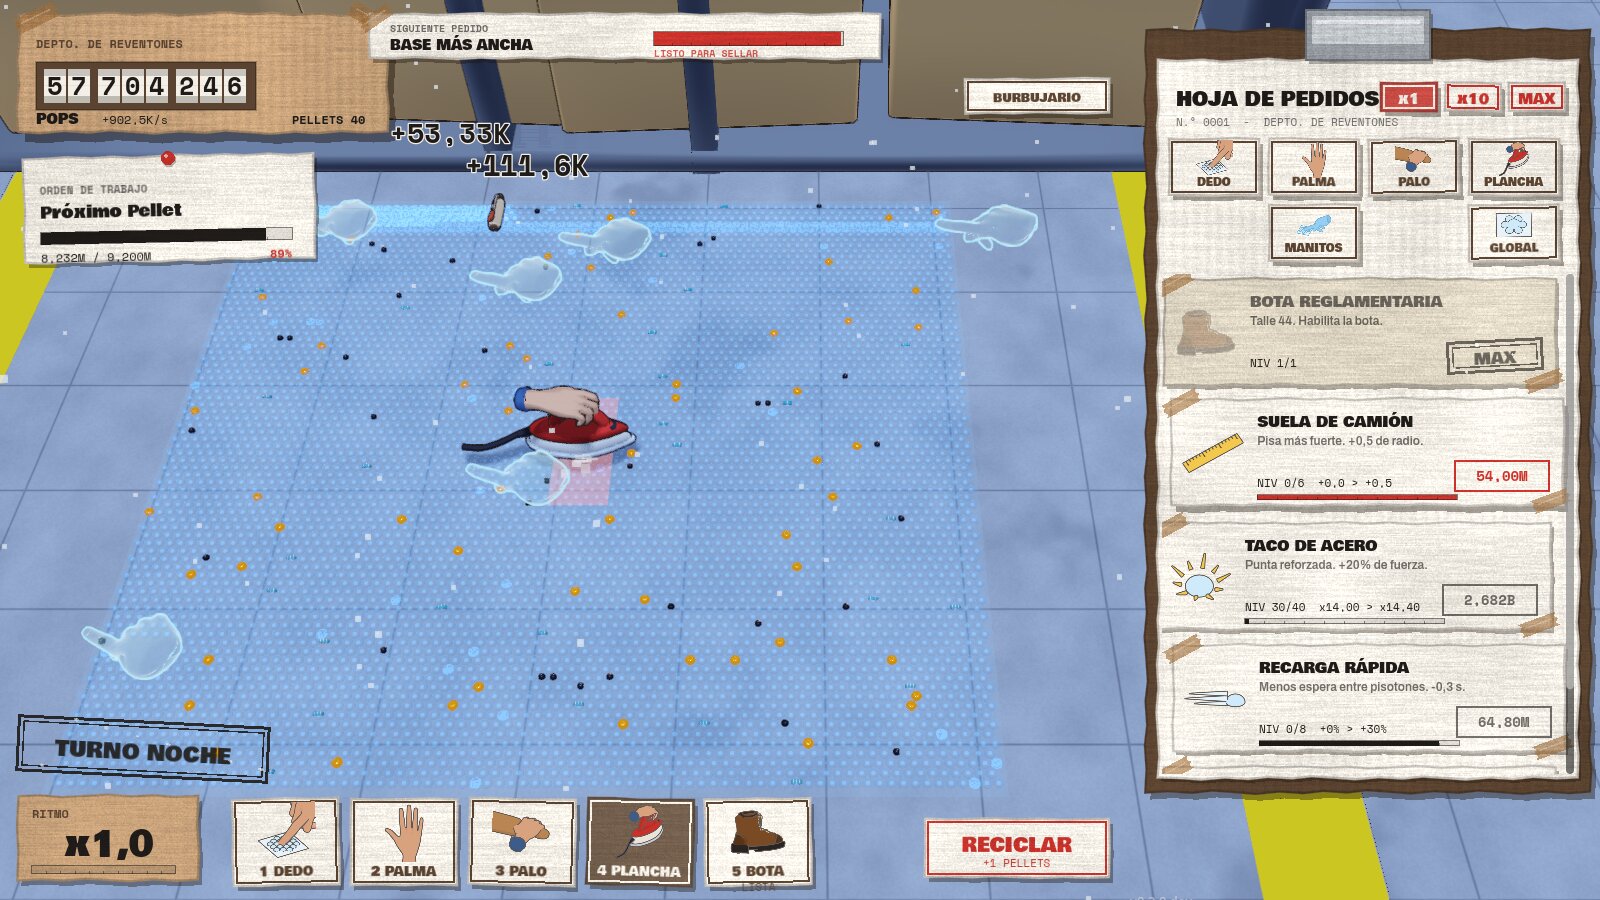 DEPTO. DE REVENTONES
57 704 246
POPS +902,5K/s PELLETS 40
SIGUIENTE PEDIDO
BASE MÁS ANCHA
LISTO PARA SELLAR
BURBUJARIO
+53,33K
+111,6K
ORDEN DE TRABAJO
Próximo Pellet
8,232M / 9,200M 89%
HOJA DE PEDIDOS x1 x10 MAX
N.° 0001 - DEPTO. DE REVENTONES
DEDO PALMA PALO PLANCHA
MANITOS GLOBAL
BOTA REGLAMENTARIA
Talle 44. Habilita la bota.
NIV 1/1 MAX
SUELA DE CAMIÓN
Pisa más fuerte. +0,5 de radio.
NIV 0/6 +0,0 > +0,5 54,00M
TACO DE ACERO
Punta reforzada. +20% de fuerza.
NIV 30/40 x14,00 > x14,40 2,682B
RECARGA RÁPIDA
Menos espera entre pisotones. -0,3 s.
NIV 0/8 +0% > +30% 64,80M
TURNO NOCHE
RITMO
x1,0
1 DEDO 2 PALMA 3 PALO 4 PLANCHA 5 BOTA
LISTA
RECICLAR
+1 PELLETS